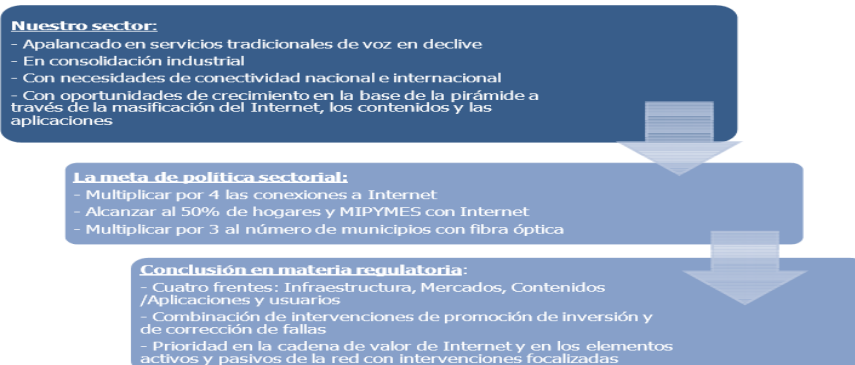 Nuestro sector:
- Apalancado en servicios tradicionales de voz en declive
- En consolidación industrial
- Con necesidades de conectividad nacional e internacional
- Con oportunidades de crecimiento en la base de la pirámide a
través de la masificación del Internet, los contenidos y las
aplicaciones
La meta de política sectorial:
- Multiplicar por 4 las conexiones a Internet
- Alcanzar al 50% de hogares y MIPYMES con Internet
- Multiplicar por 3 al número de municipios con fibra óptica
Conclusión en materia regulatoria:
- Cuatro frentes: Infraestructura, Mercados, Contenidos
/Aplicaciones y usuarios
- Combinación de intervenciones de promoción de inversión y
de corrección de fallas
- Prioridad en la cadena de valor de Internet y en los elementos
activos y pasivos de la red con intervenciones focalizadas